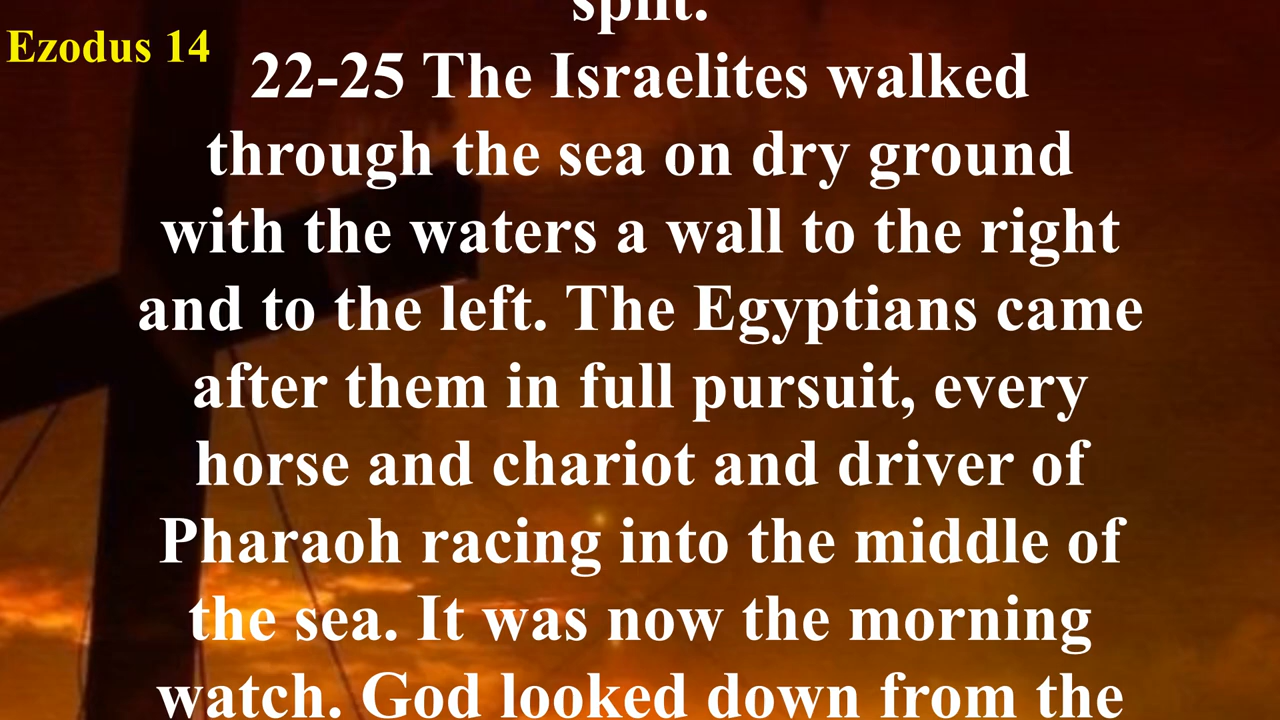 split.
Ezodus 14
22-25 The Israelites walked
through the sea on dry ground
with the waters a wall to the right
and to the left. The Egyptians came
after them in full pursuit, every
horse and chariot and driver of
Pharaoh racing into the middle of
the sea. It was now the morning
watch. God looked down from the